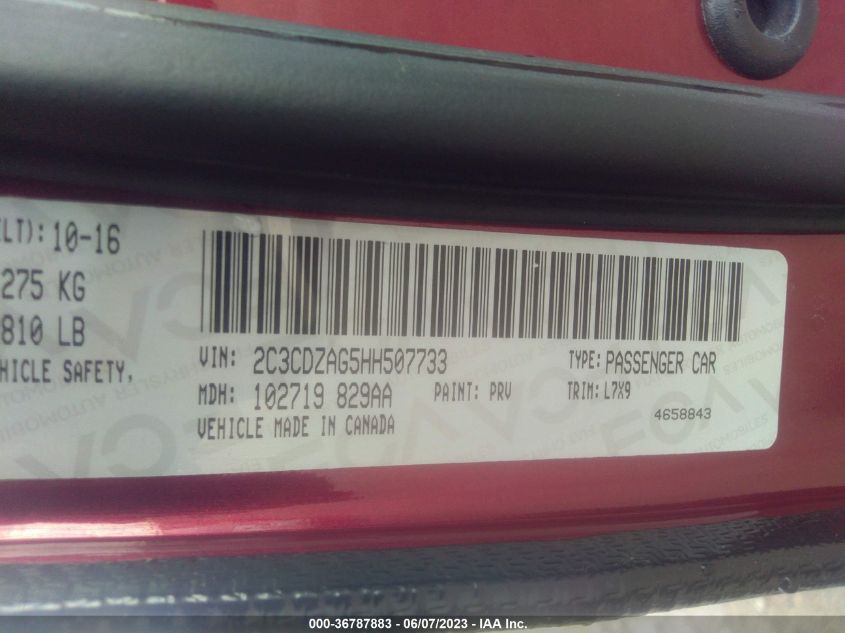 ELT): 10-16
275 KG
810 LB
HICLE SAFETY,
VIN: 2C3CDZAG5HH507733 TYPE: PASSENGER CAR
MDH: 102719 829AA PAINT: PRV TRIM: L7X9
VEHICLE MADE IN CANADA 4658843
000-36787883 - 06/07/2023 - IAA Inc.